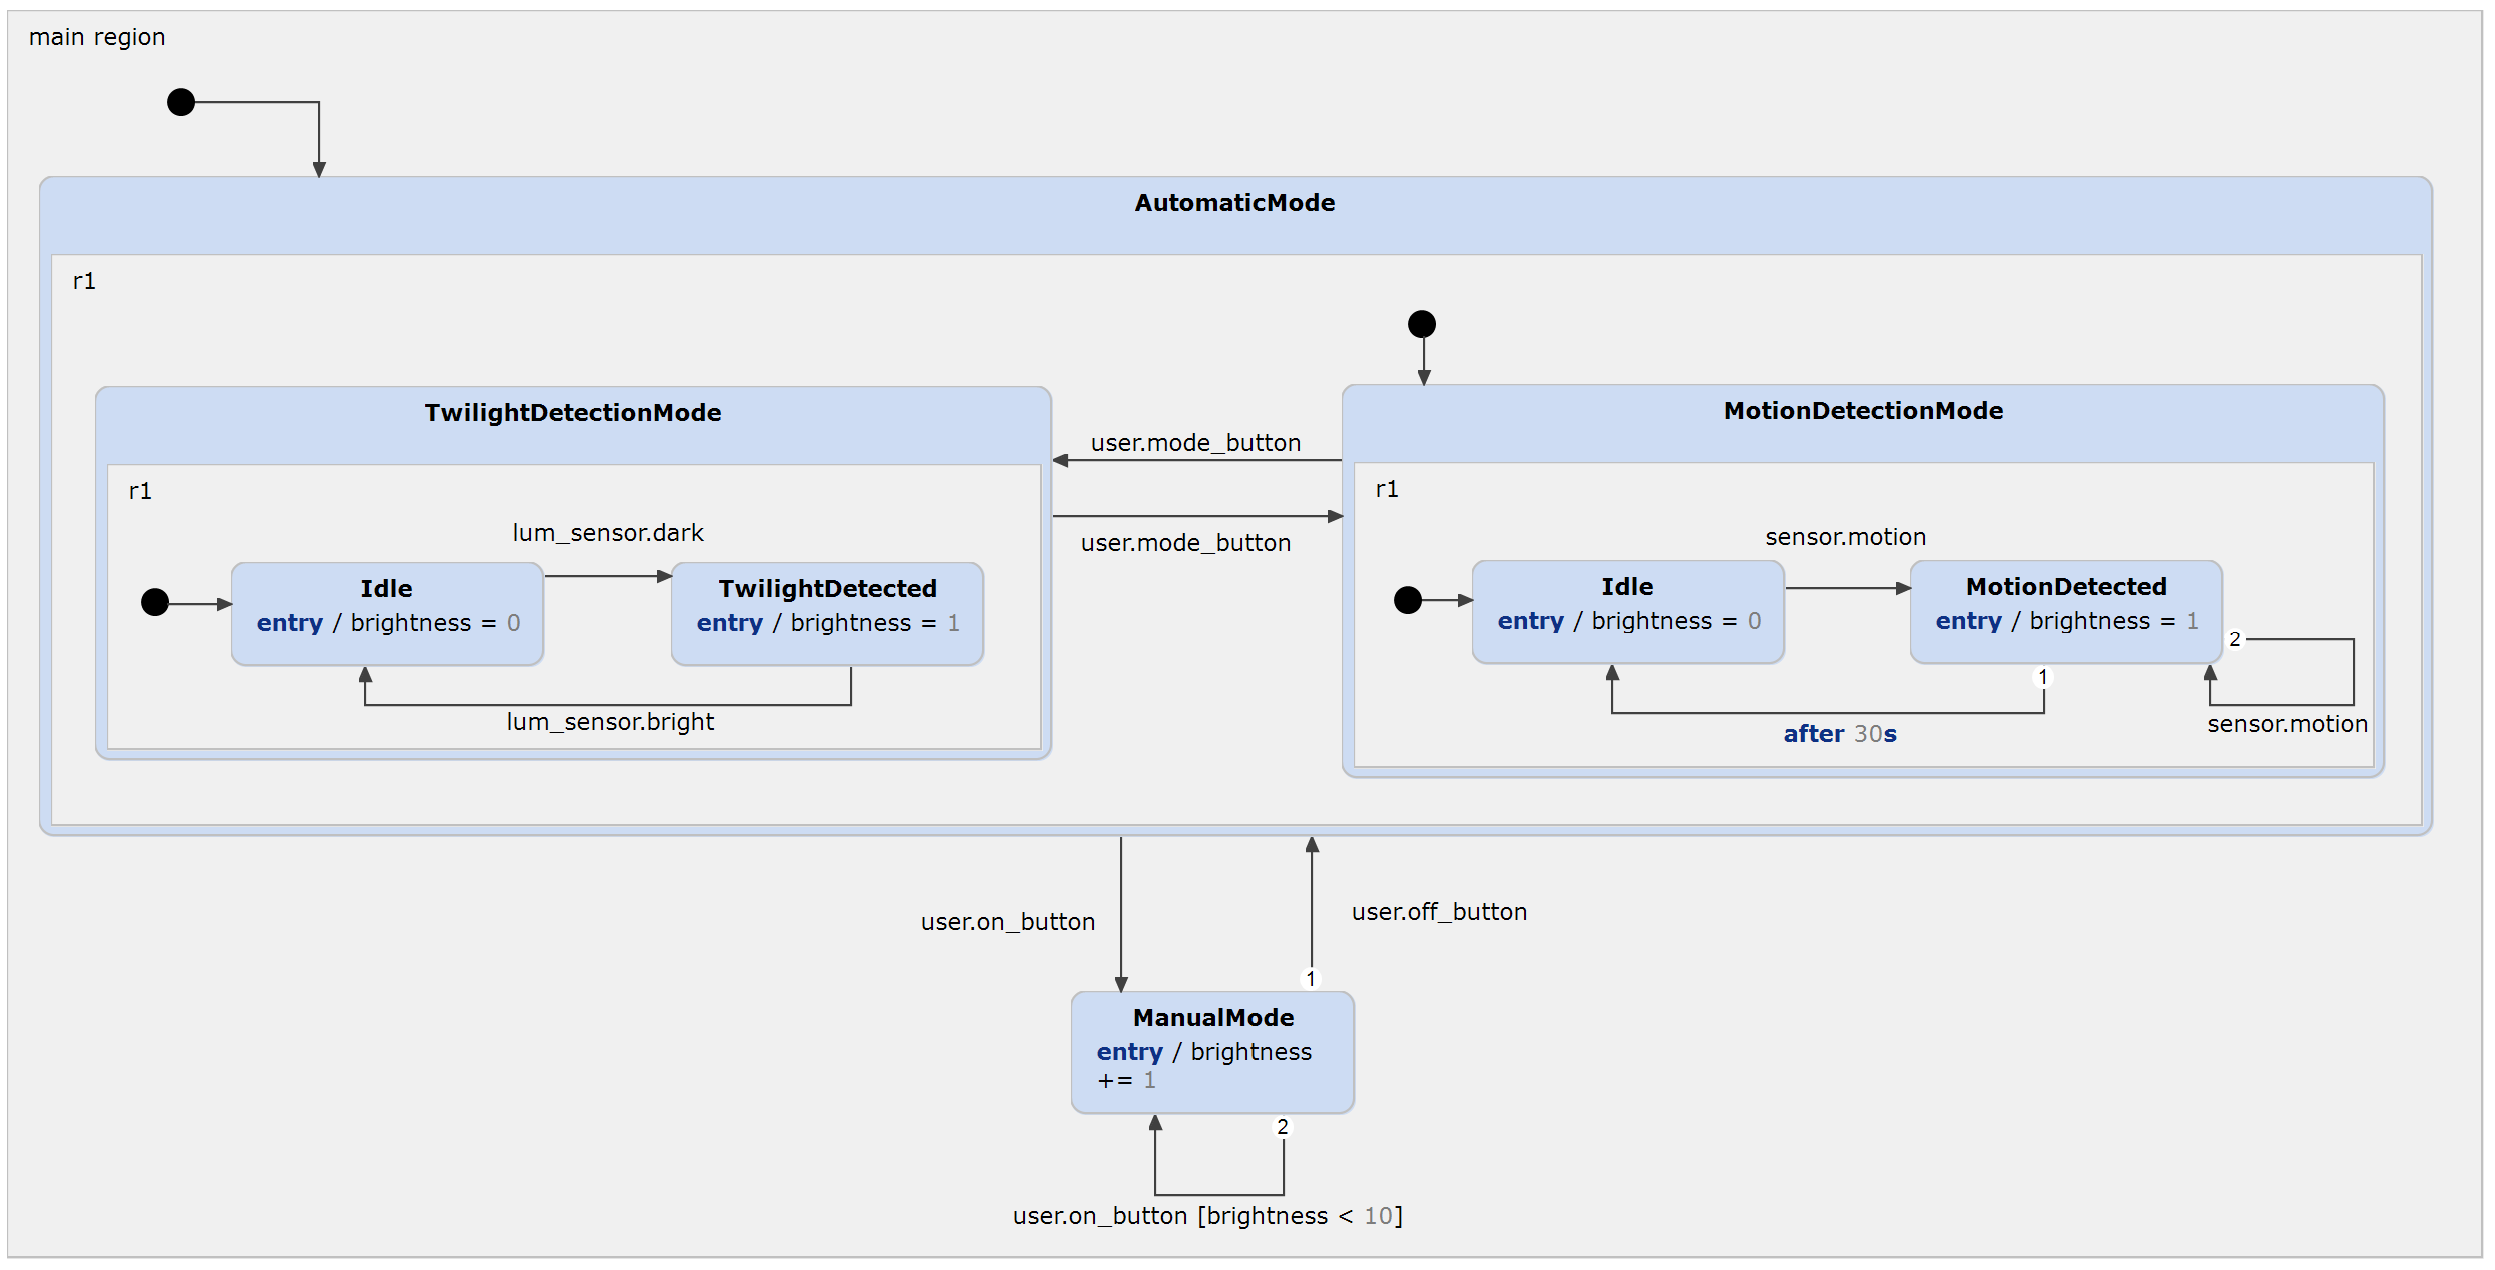 main region
AutomaticMode
r1
TwilightDetectionMode
r1
lum_sensor.dark
Idle
entry / brightness = 0
TwilightDetected
entry / brightness = 1
lum_sensor.bright
user.mode_button
user.mode_button
MotionDetectionMode
r1
sensor.motion
Idle
entry / brightness = 0
MotionDetected
entry / brightness = 1
2
1
sensor.motion
after 30s
user.on_button
user.off_button
1
ManualMode
entry / brightness
+= 1
2
user.on_button [brightness < 10]